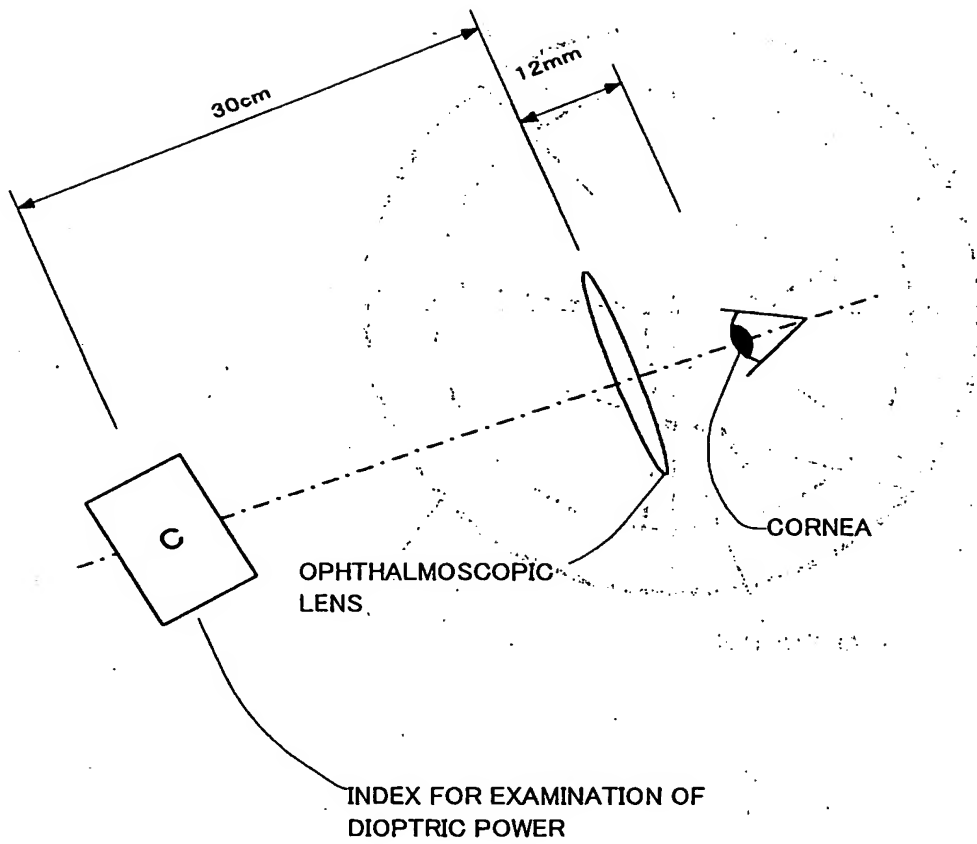 30cm
12mm
C
CORNEA
OPHTHALMOSCOPIC
LENS
INDEX FOR EXAMINATION OF
DIOPTRIC POWER